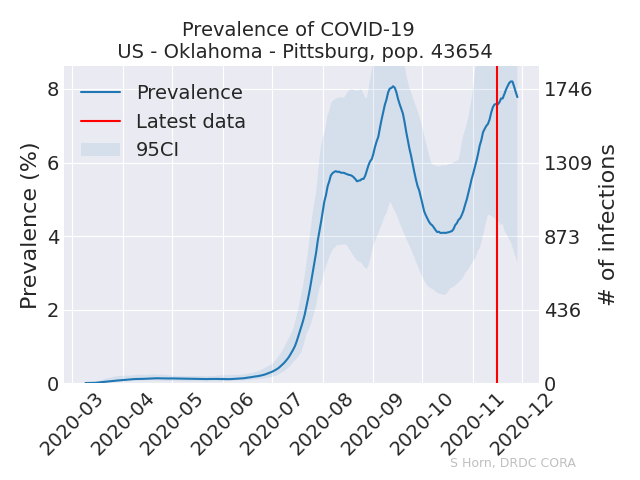 Prevalence of COVID-19
US - Oklahoma - Pittsburg, pop. 43654
Prevalence
Latest data
95CI
Prevalence (%)
8
6
4
2
0
1746
1309
873
436
0
# of infections
2020-03
2020-04
2020-05
2020-06
2020-07
2020-08
2020-09
2020-10
2020-11
2020-12
S Horn, DRDC CORA